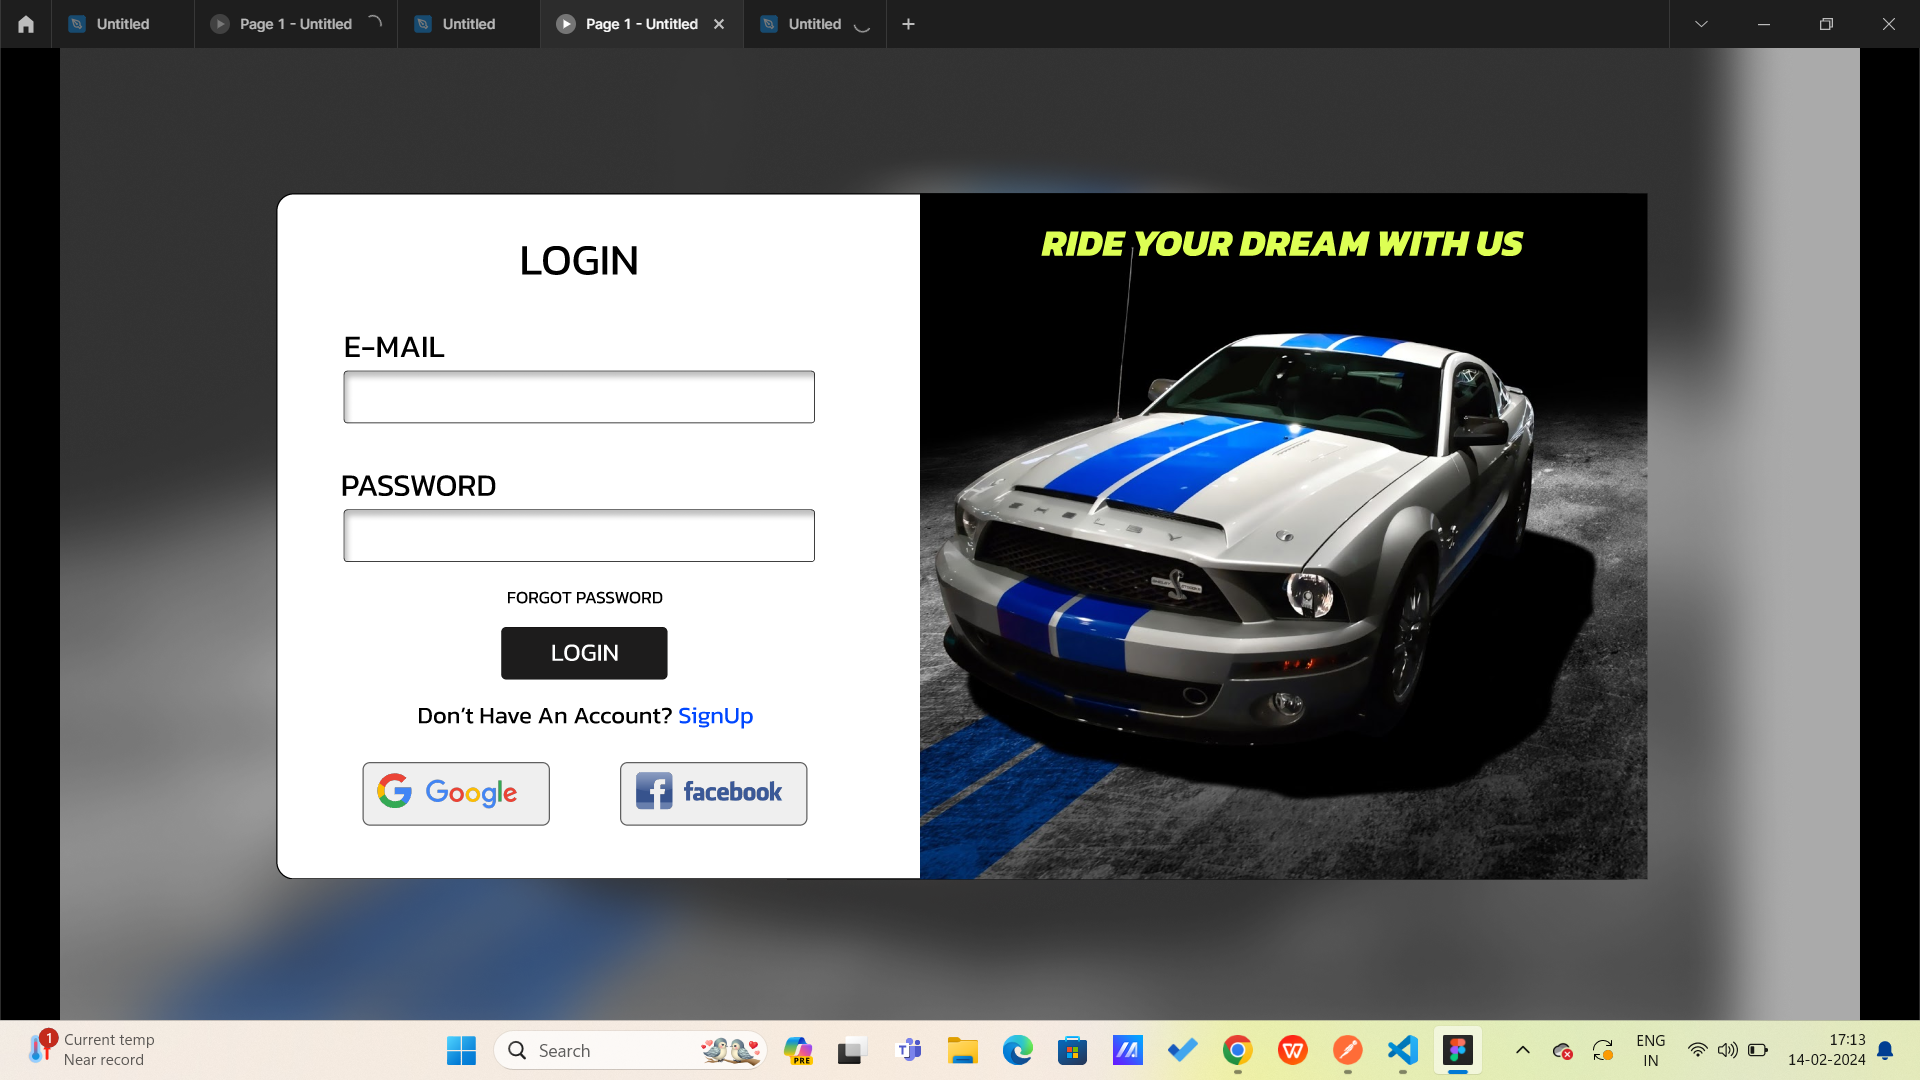 Untitled
Page 1 - Untitled
Untitled
Page 1 - Untitled
Untitled
LOGIN
RIDE YOUR DREAM WITH US
E-MAIL
PASSWORD
SHELBY
FORGOT PASSWORD
LOGIN
Don't Have An Account? SignUp
Google
facebook
1
Current temp
Near record
Search
PRE
ENG
IN
17:13
14-02-2024